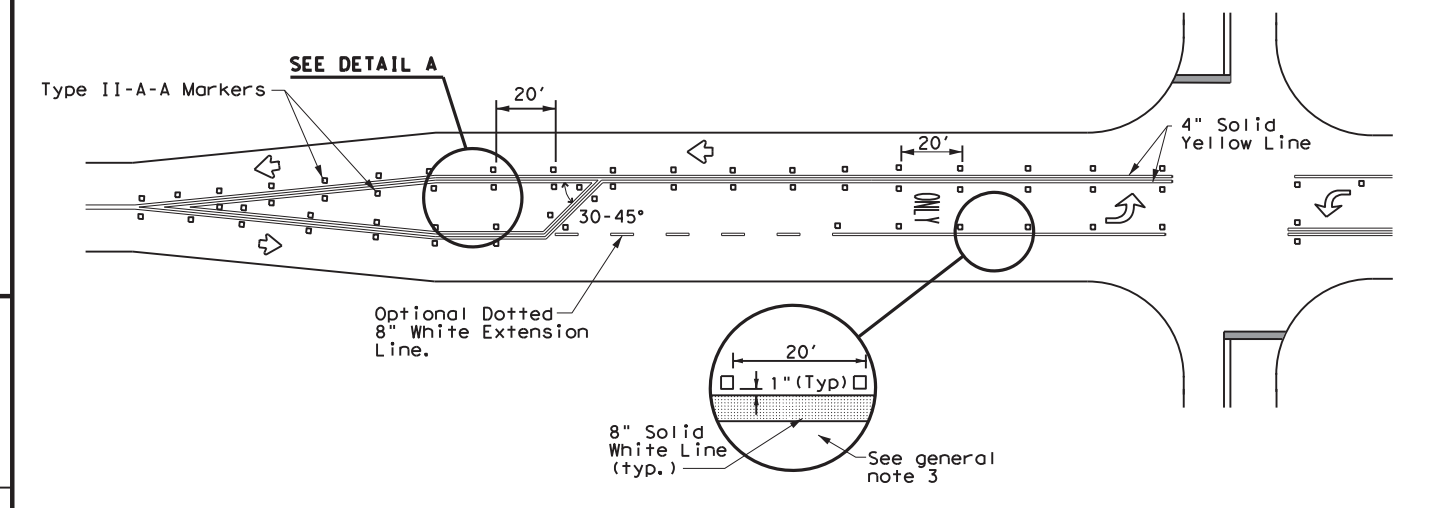 SEE DETAIL A
Type II-A-A Markers
20'
20'
4" Solid
Yellow Line
ONLY
30-45°
Optional Dotted
8" White Extension
Line.
20'
1"(Typ)
8" Solid
White Line
(typ.)
See general
note 3